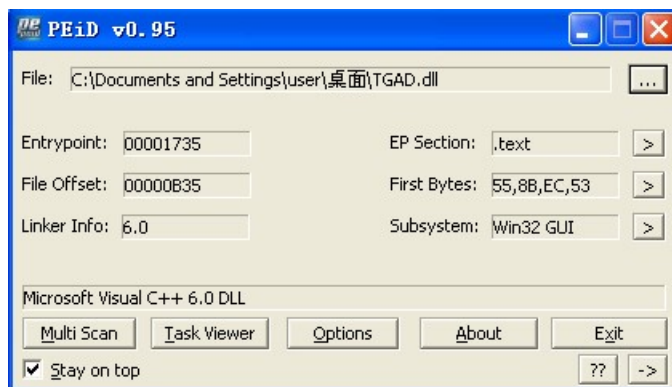 PEiD v0.95
File: C:\Documents and Settings\user\桌面\TGAD.dll ...
Entrypoint: 00001735 EP Section: .text >
File Offset: 00000B35 First Bytes: 55,8B,EC,53 >
Linker Info: 6.0 Subsystem: Win32 GUI >
Microsoft Visual C++ 6.0 DLL
Multi Scan Task Viewer Options About Exit
Stay on top ?? ->